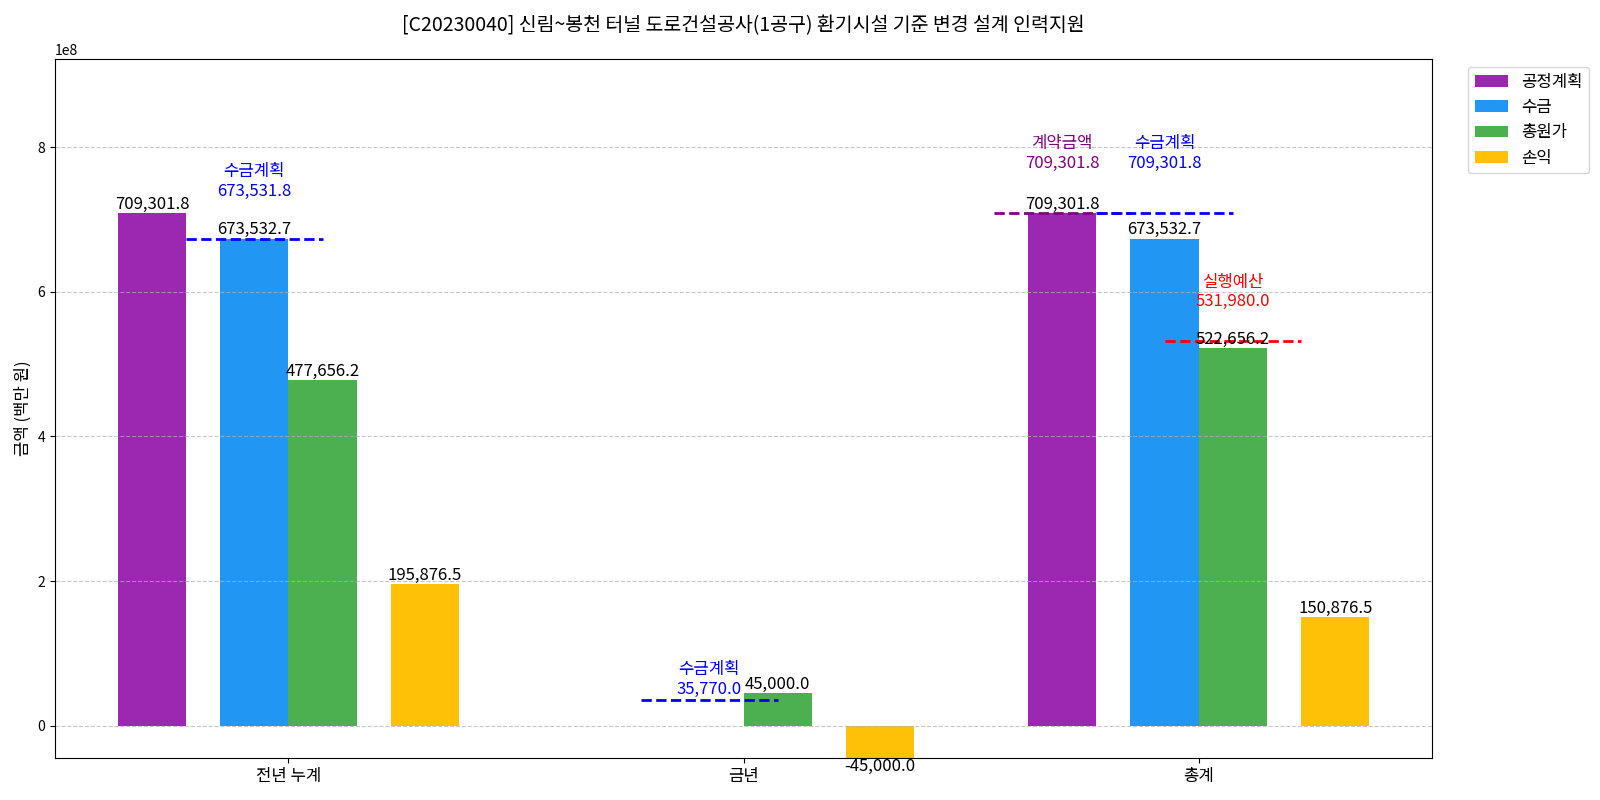 [C20230040] 신림~봉천 터널 도로건설공사(1공구) 환기시설 기준 변경 설계 인력지원
1e8
공정계획
수금
총원가
손익
금액 (백만 원)
8
6
4
2
0
709,301.8
수금계획
673,531.8
673,532.7
477,656.2
195,876.5
수금계획
35,770.0
45,000.0
-45,000.0
계약금액
709,301.8
709,301.8
수금계획
709,301.8
673,532.7
실행예산
531,980.0
522,656.2
150,876.5
전년 누계
금년
총계